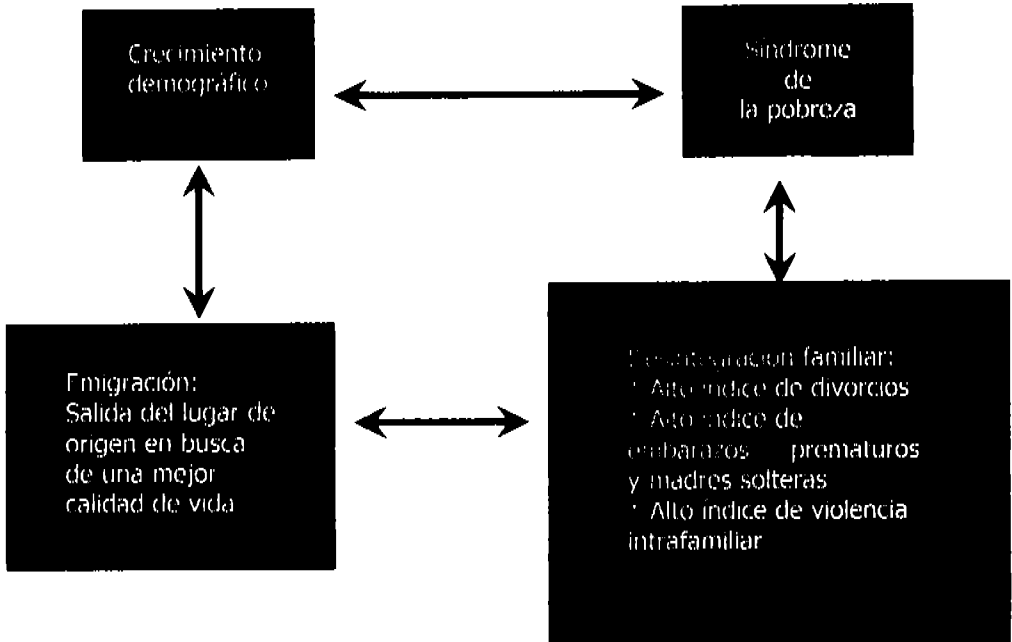 Crecimiento
demográfico
Síndrome
de
la pobreza
Emigración:
Salida del lugar de
origen en busca
de una mejor
calidad de vida
Desintegración familiar:
* Alto índice de divorcios
* Alto índice de
embarazos prematuros
y madres solteras
* Alto índice de violencia
intrafamiliar